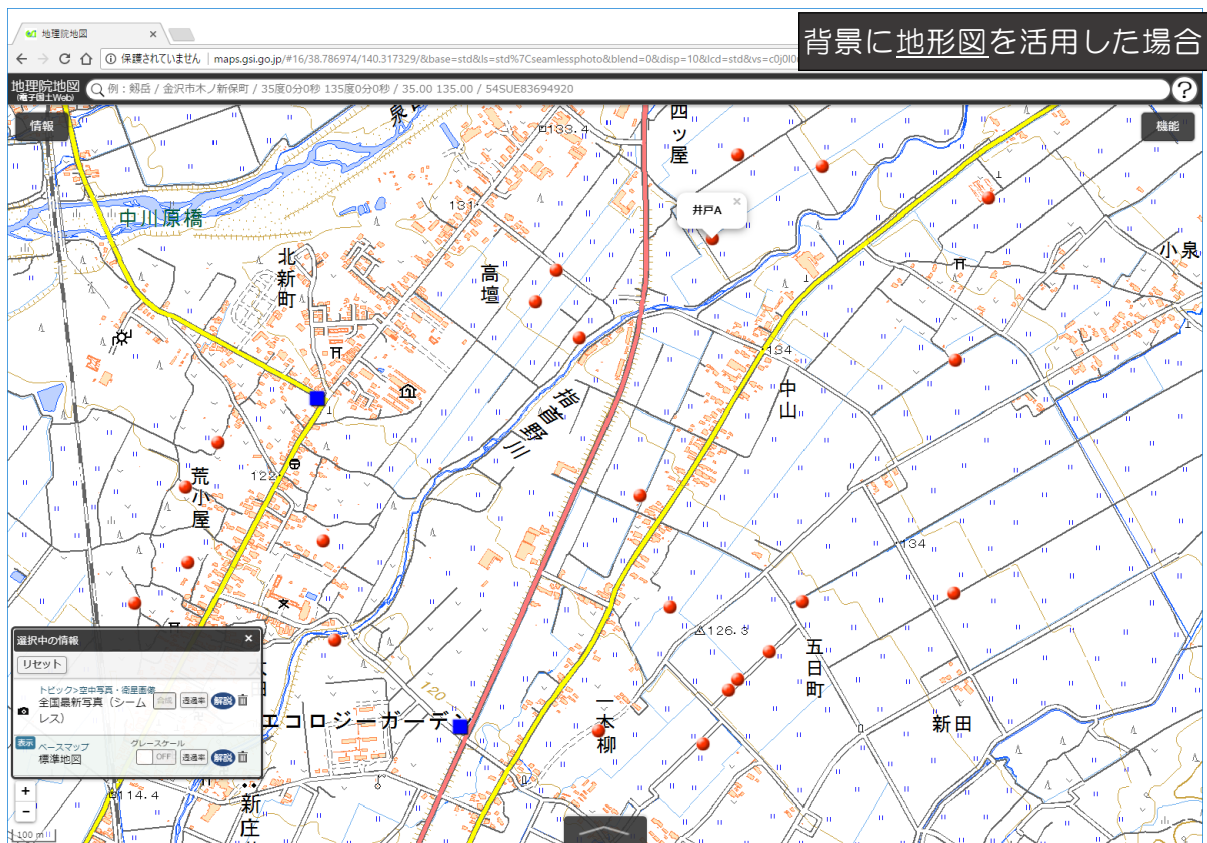 背景に地形図を活用した場合
地理院地図
保護されていません | maps.gsi.go.jp/#16/38.786974/140.317329/&base=std&ls=std%7Cseamlessphoto&blend=0&disp=10&lcd=std&vs=c0j0l0
地理院地図
(電子国土Web)
例：剱岳 / 金沢市木ノ新保町 / 35度0分0秒 135度0分0秒 / 35.00 135.00 / 54SUE83694920
?
情報
機能
泉
133.4
四ツ屋
131
井戸A
中川原橋
北新町
高壇
小泉
134
中山
指首野川
荒小屋
122
134
126.3
五日町
120
エコロジーガーデン
一本柳
新田
114.4
新庄
選択中の情報
リセット
トピック>空中写真・衛星画像
全国最新写真（シームレス）
合成
透過率
解説
表示
ベースマップ
標準地図
グレースケール
OFF
透過率
解説
+
-
100 m